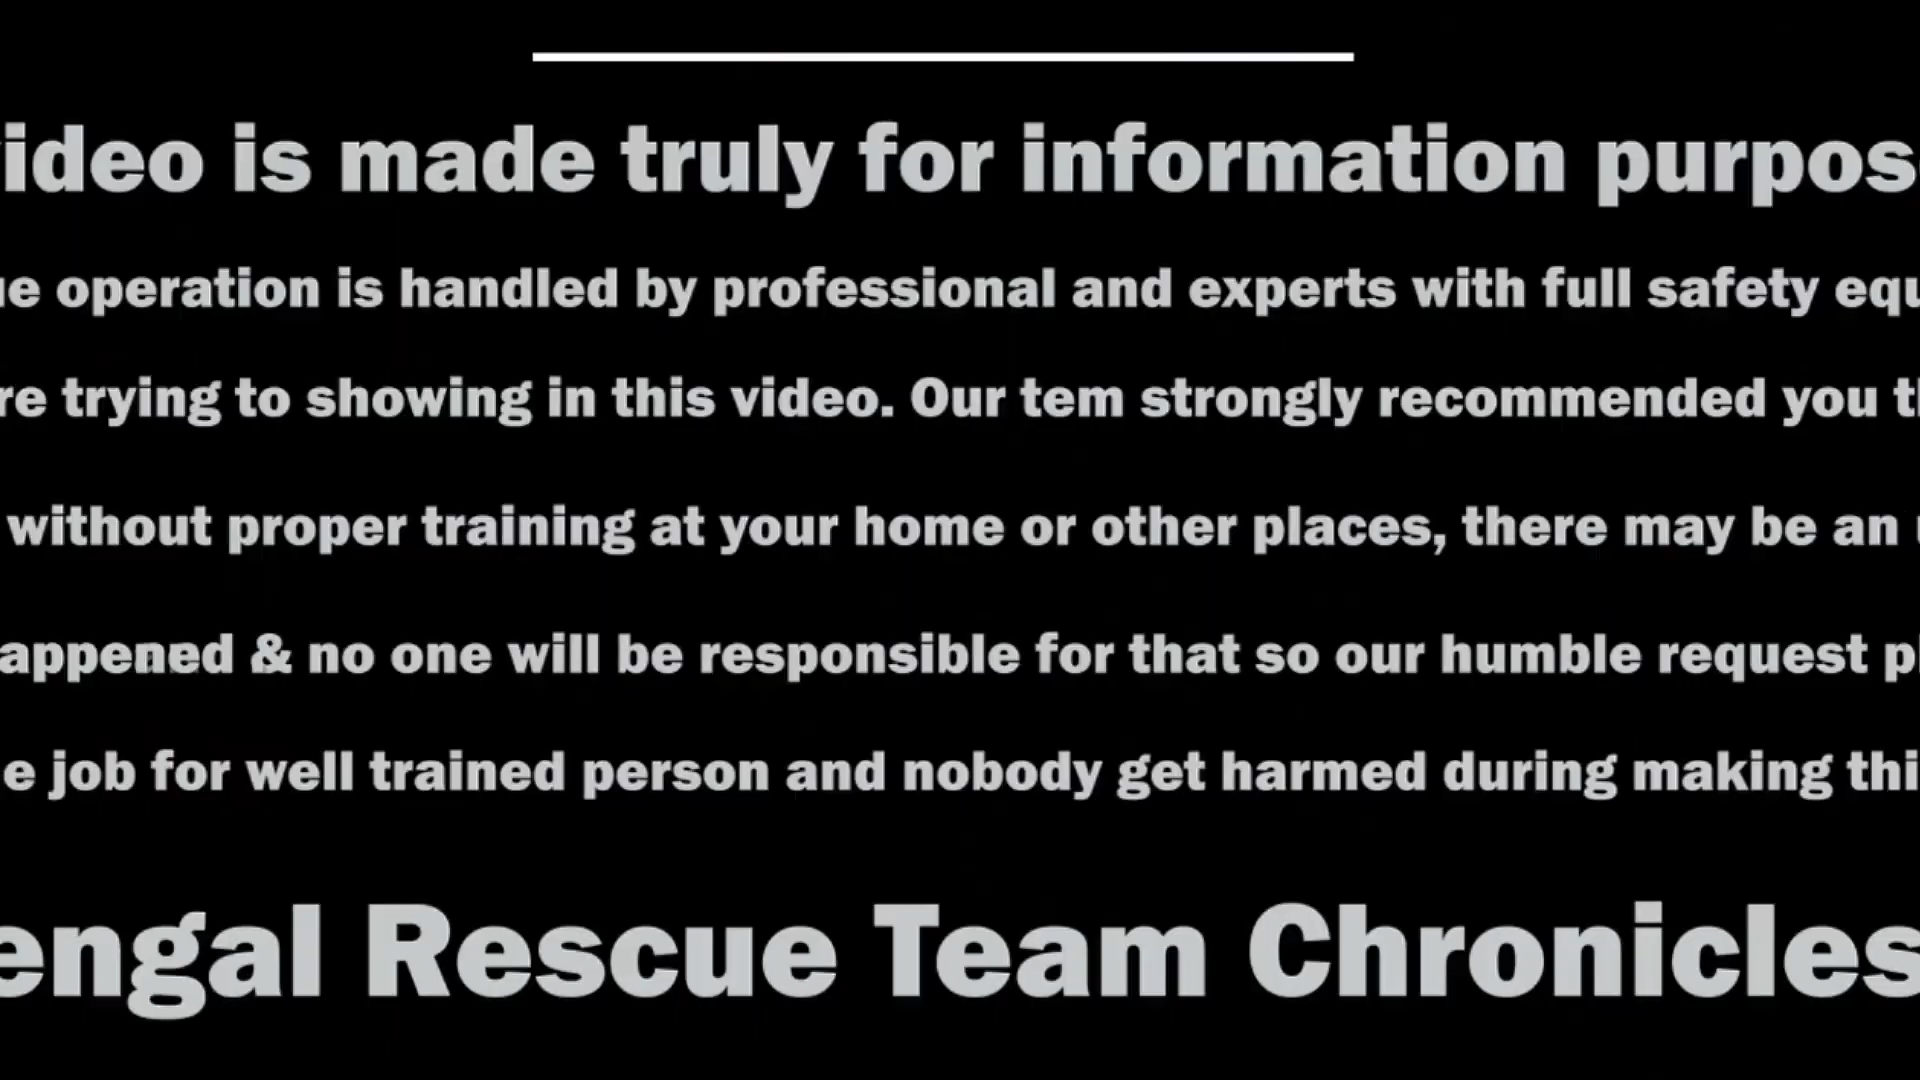 ideo is made truly for information purpos
ue operation is handled by professional and experts with full safety equ
re trying to showing in this video. Our tem strongly recommended you th
without proper training at your home or other places, there may be an
appened & no one will be responsible for that so our humble request pl
e job for well trained person and nobody get harmed during making thi
engal Rescue Team Chronicles